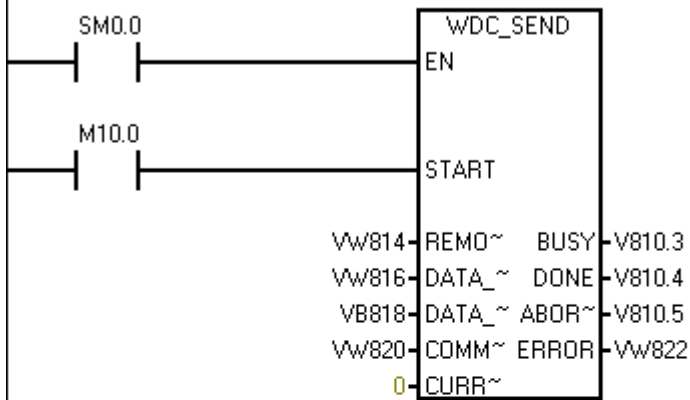 SM0.0 WDC_SEND
EN
M10.0
START
VW814 REMO~ BUSY V810.3
VW816 DATA_~ DONE V810.4
VB818 DATA_~ ABOR~ V810.5
VW820 COMM~ ERROR VW822
0 CURR~